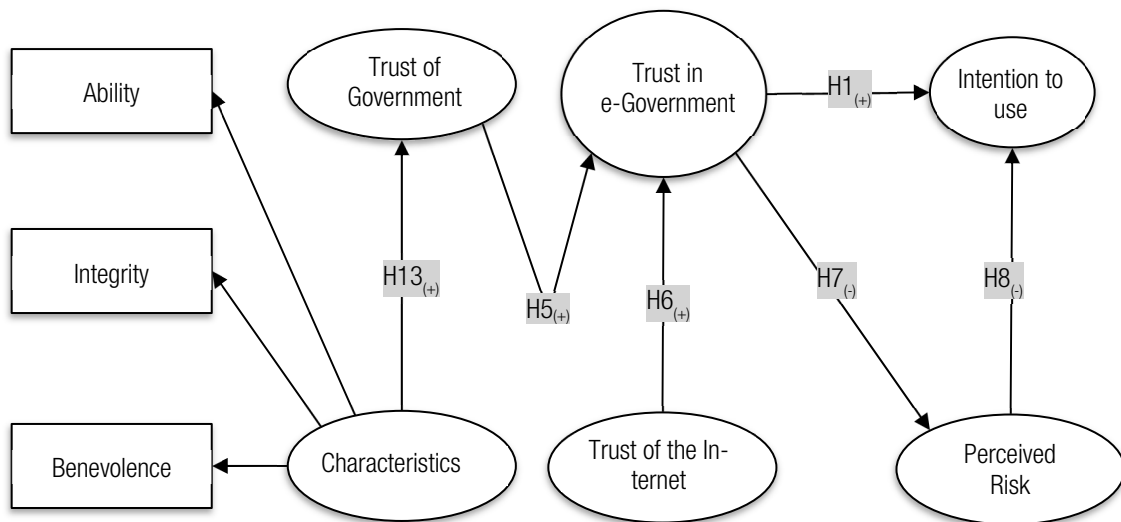 Ability
Trust of
Government
Trust in
e-Government
H1(+)
Intention to
use
Integrity
H13(+)
H5(+)
H6(+)
H7(-)
H8(-)
Benevolence
Characteristics
Trust of the In-
ternet
Perceived
Risk